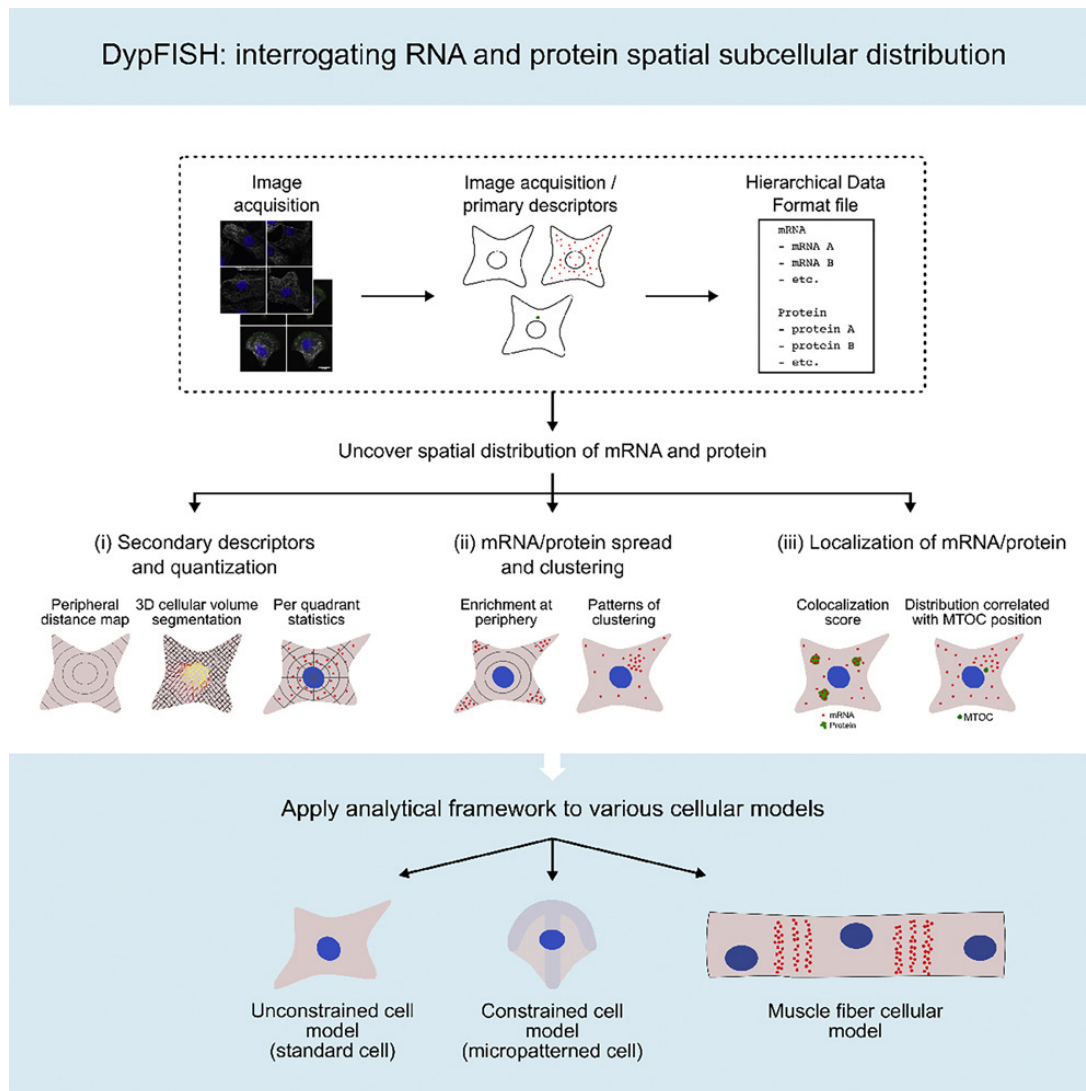 DypFISH: interrogating RNA and protein spatial subcellular distribution
Image
acquisition
Image acquisition /
primary descriptors
Hierarchical Data
Format file
mRNA
- mRNA A
- mRNA B
- etc.
Protein
- protein A
- protein B
- etc.
Uncover spatial distribution of mRNA and protein
(i) Secondary descriptors
and quantization
Peripheral
distance map
3D cellular volume
segmentation
Per quadrant
statistics
(ii) mRNA/protein spread
and clustering
Enrichment at
periphery
Patterns of
clustering
(iii) Localization of mRNA/protein
Colocalization
score
mRNA
Protein
Distribution correlated
with MTOC position
MTOC
Apply analytical framework to various cellular models
Unconstrained cell
model
(standard cell)
Constrained cell
model
(micropatterned cell)
Muscle fiber cellular
model